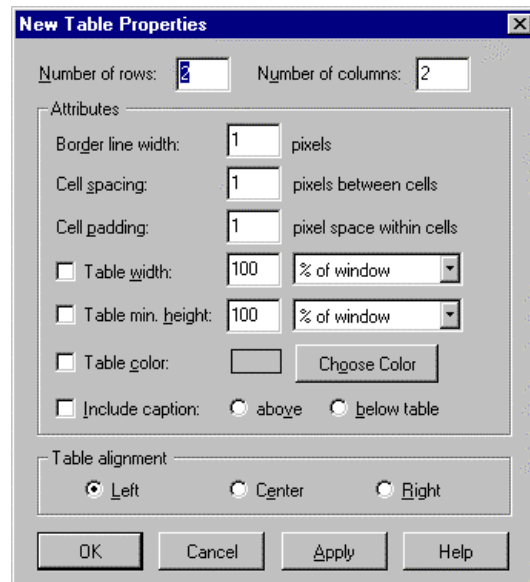 New Table Properties
Number of rows: 2 Number of columns: 2
Attributes
Border line width: 1 pixels
Cell spacing: 1 pixels between cells
Cell padding: 1 pixel space within cells
Table width: 100 % of window
Table min. height: 100 % of window
Table color: Choose Color
Include caption: above below table
Table alignment
Left Center Right
OK Cancel Apply Help